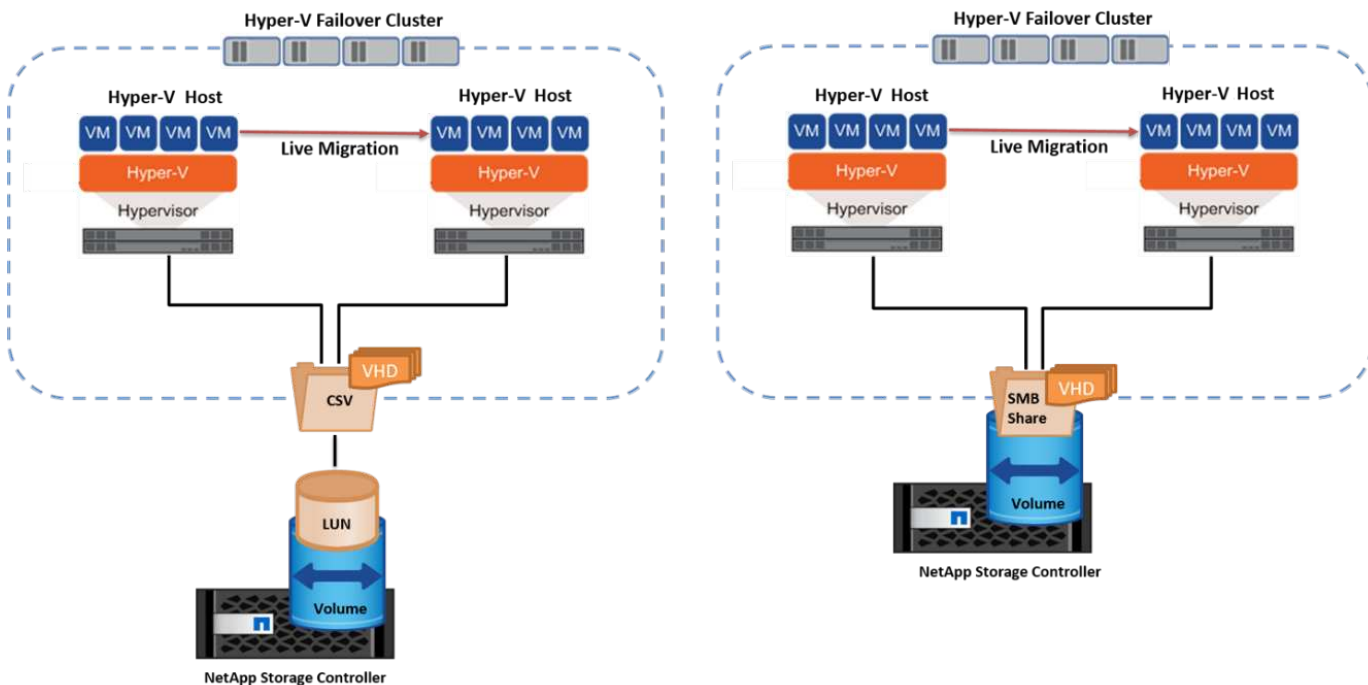 Hyper-V Failover Cluster
Hyper-V Host
Hyper-V Host
VM VM VM VM
VM VM VM VM
Live Migration
Hyper-V
Hyper-V
Hypervisor
Hypervisor
VHD
CSV
LUN
Volume
NetApp Storage Controller
Hyper-V Failover Cluster
Hyper-V Host
Hyper-V Host
VM VM VM VM
VM VM VM VM
Live Migration
Hyper-V
Hyper-V
Hypervisor
Hypervisor
VHD
SMB
Share
Volume
NetApp Storage Controller